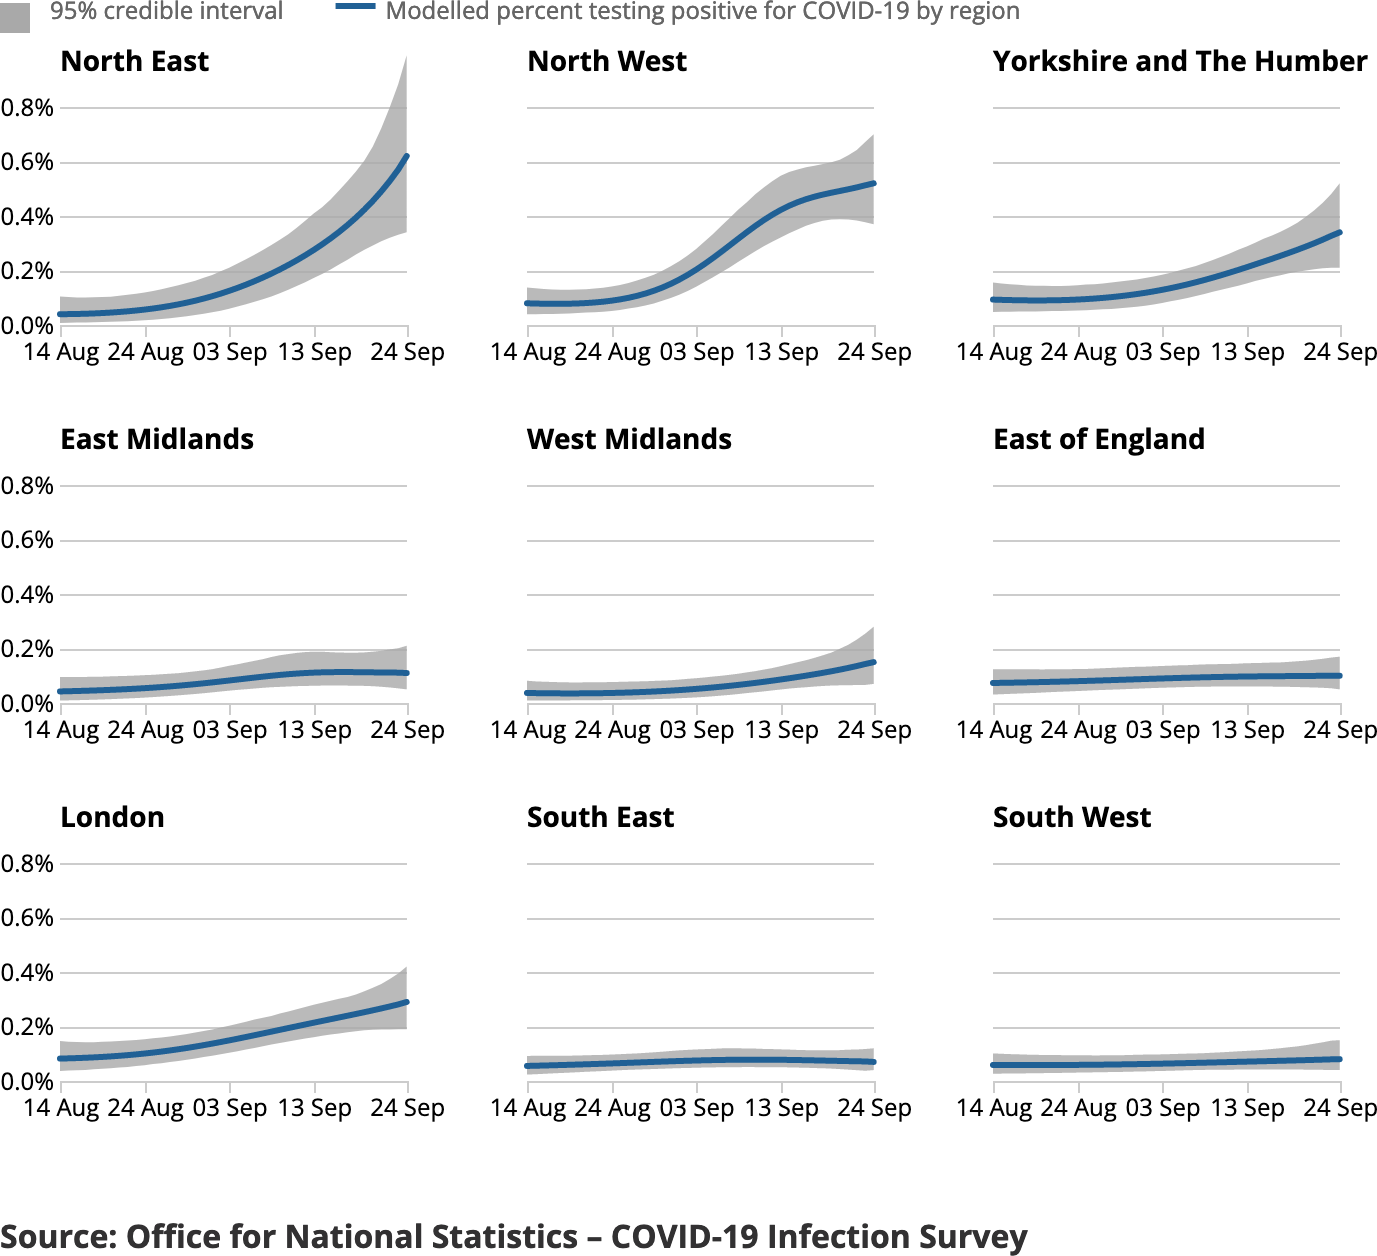 95% credible interval Modelled percent testing positive for COVID-19 by region
North East North West Yorkshire and The Humber
0.8%
0.6%
0.4%
0.2%
0.0%
14 Aug 24 Aug 03 Sep 13 Sep 24 Sep 14 Aug 24 Aug 03 Sep 13 Sep 24 Sep 14 Aug 24 Aug 03 Sep 13 Sep 24 Sep
East Midlands West Midlands East of England
0.8%
0.6%
0.4%
0.2%
0.0%
14 Aug 24 Aug 03 Sep 13 Sep 24 Sep 14 Aug 24 Aug 03 Sep 13 Sep 24 Sep 14 Aug 24 Aug 03 Sep 13 Sep 24 Sep
London South East South West
0.8%
0.6%
0.4%
0.2%
0.0%
14 Aug 24 Aug 03 Sep 13 Sep 24 Sep 14 Aug 24 Aug 03 Sep 13 Sep 24 Sep 14 Aug 24 Aug 03 Sep 13 Sep 24 Sep
Source: Office for National Statistics – COVID-19 Infection Survey